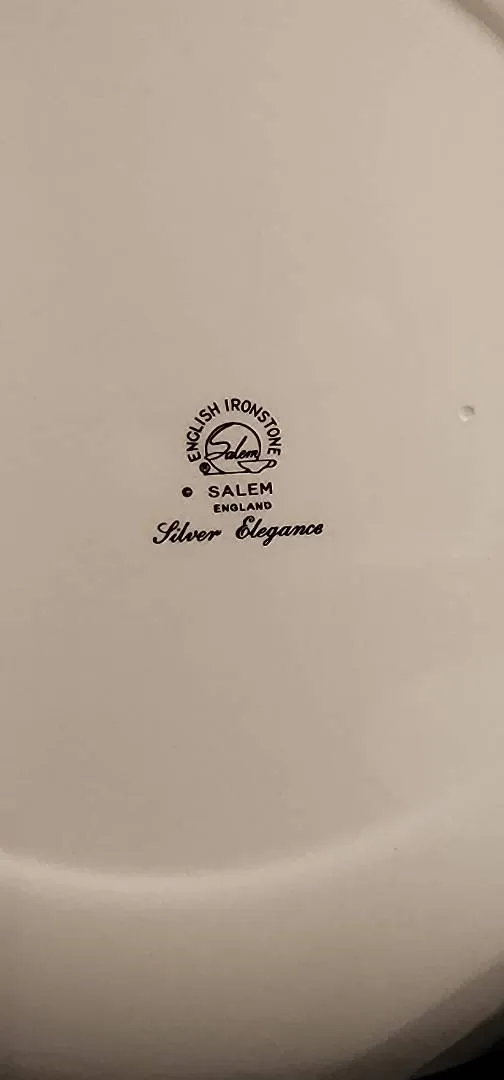 ENGLISH IRONSTONE
Salem
®
© SALEM
ENGLAND
Silver Elegance